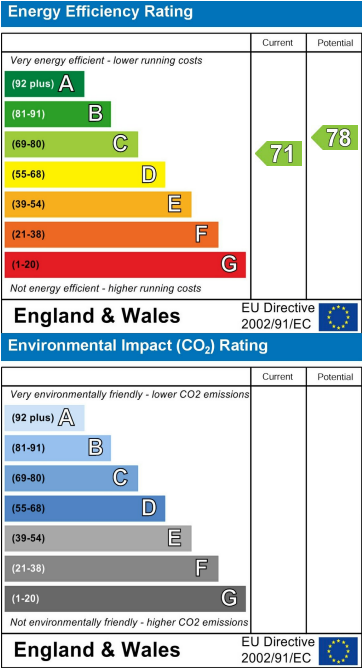 Energy Efficiency Rating
Current Potential
Very energy efficient - lower running costs
(92 plus) A
(81-91) B
(69-80) C
(55-68) D
(39-54) E
(21-38) F
(1-20) G
71
78
Not energy efficient - higher running costs
England & Wales
EU Directive
2002/91/EC
Environmental Impact (CO₂) Rating
Current Potential
Very environmentally friendly - lower CO2 emissions
(92 plus) A
(81-91) B
(69-80) C
(55-68) D
(39-54) E
(21-38) F
(1-20) G
Not environmentally friendly - higher CO2 emissions
England & Wales
EU Directive
2002/91/EC